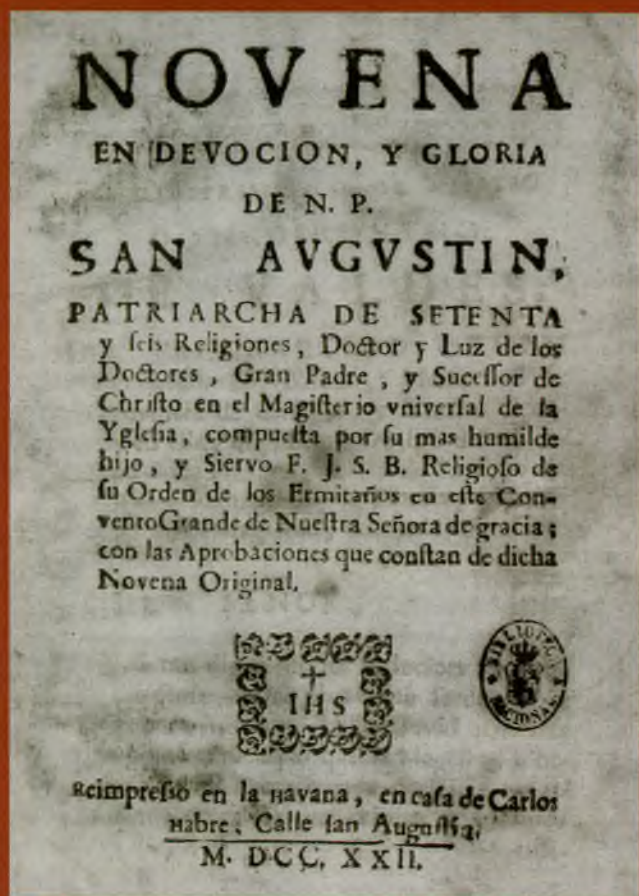 NOVENA
EN DEVOCION, Y GLORIA
DE N. P.
SAN AVGVSTIN,
PATRIARCHA DE SETENTA
y ſeis Religiones, Doctor y Luz de los
Doctores, Gran Padre, y Suceſſor de
Chriſto en el Magiſterio vniverſal de la
Ygleſia, compueſta por ſu mas humilde
hijo, y Siervo F. J. S. B. Religioſo de
ſu Orden de los Ermitaños en eſte Con-
vento Grande de Nueſtra Señora de gracia;
con las Aprobaciones que conſtan de dicha
Novena Original.
IHS
BIBLIOTECA
NACIONAL
Reimpreſſo en la Havana, en caſa de Carlos
Habre, Calle ſan Auguſtin,
M. DCC. XXII.